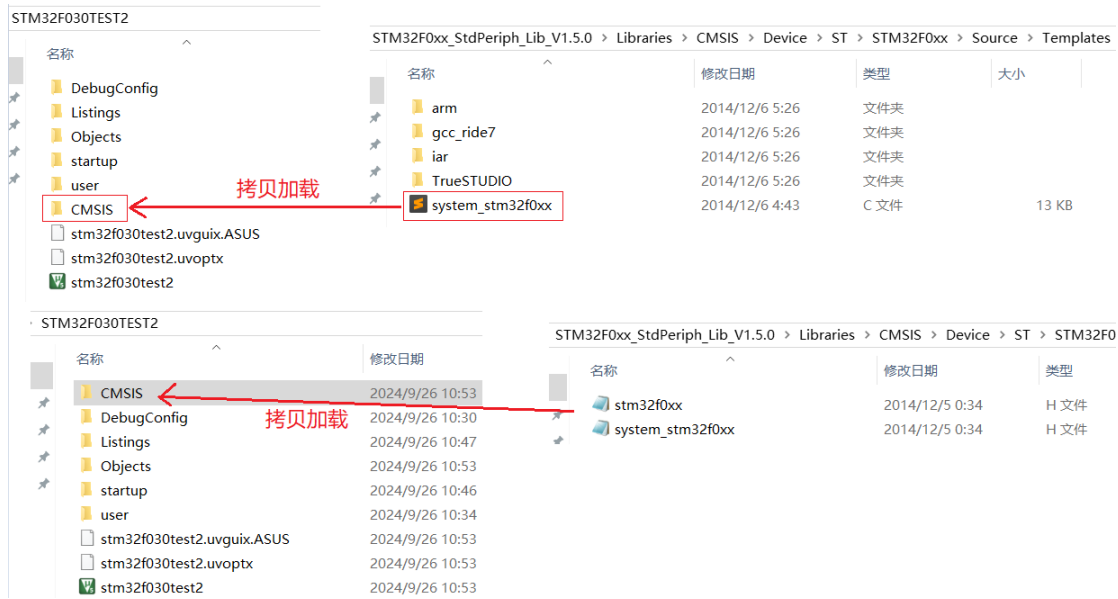 STM32F030TEST2
名称
DebugConfig
Listings
Objects
startup
user
CMSIS
stm32f030test2.uvguix.ASUS
stm32f030test2.uvoptx
stm32f030test2
拷贝加载
STM32F0xx_StdPeriph_Lib_V1.5.0 > Libraries > CMSIS > Device > ST > STM32F0xx > Source > Templates
名称 修改日期 类型 大小
arm 2014/12/6 5:26 文件夹
gcc_ride7 2014/12/6 5:26 文件夹
iar 2014/12/6 5:26 文件夹
TrueSTUDIO 2014/12/6 5:26 文件夹
system_stm32f0xx 2014/12/6 4:43 C 文件 13 KB
STM32F030TEST2
名称 修改日期
CMSIS 2024/9/26 10:53
DebugConfig 2024/9/26 10:30
Listings 2024/9/26 10:47
Objects 2024/9/26 10:53
startup 2024/9/26 10:46
user 2024/9/26 10:34
stm32f030test2.uvguix.ASUS 2024/9/26 10:53
stm32f030test2.uvoptx 2024/9/26 10:53
stm32f030test2 2024/9/26 10:53
拷贝加载
STM32F0xx_StdPeriph_Lib_V1.5.0 > Libraries > CMSIS > Device > ST > STM32F0
名称 修改日期 类型
stm32f0xx 2014/12/5 0:34 H 文件
system_stm32f0xx 2014/12/5 0:34 H 文件